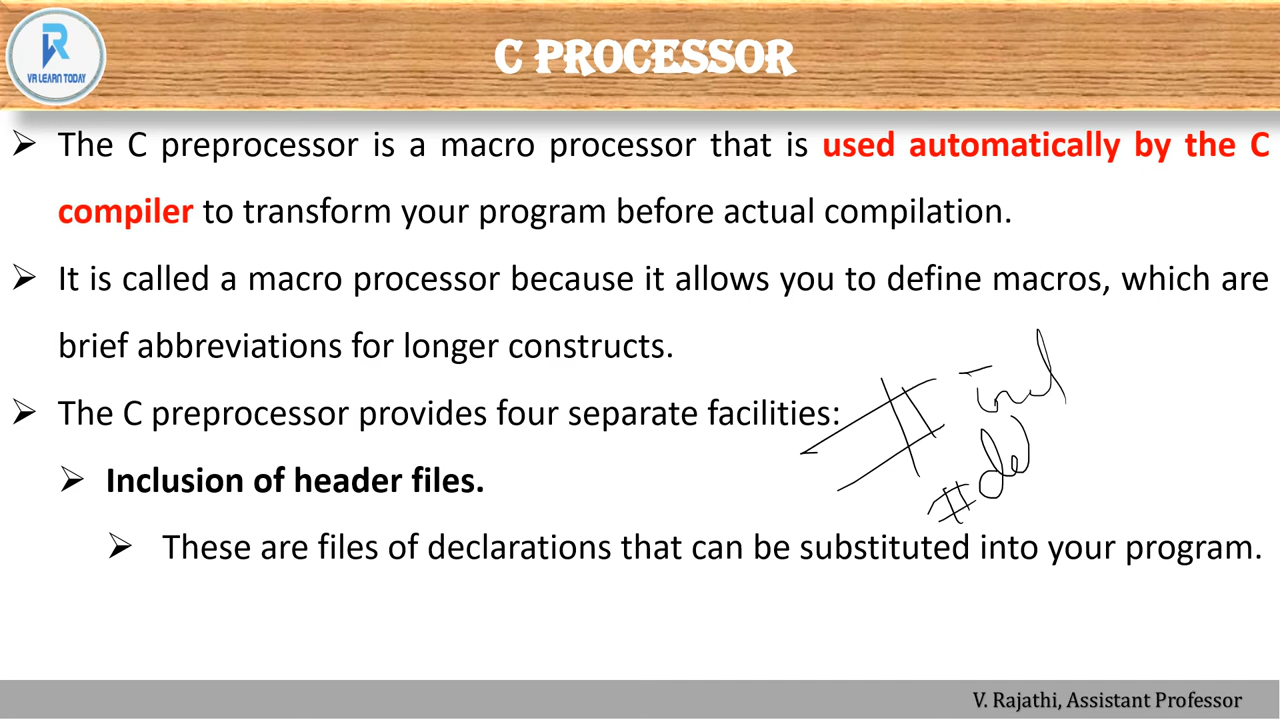 VR LEARN TODAY
C PROCESSOR
The C preprocessor is a macro processor that is used automatically by the C
compiler to transform your program before actual compilation.
It is called a macro processor because it allows you to define macros, which are
brief abbreviations for longer constructs.
The C preprocessor provides four separate facilities:
Inclusion of header files.
# incl
#de
These are files of declarations that can be substituted into your program.
V. Rajathi, Assistant Professor